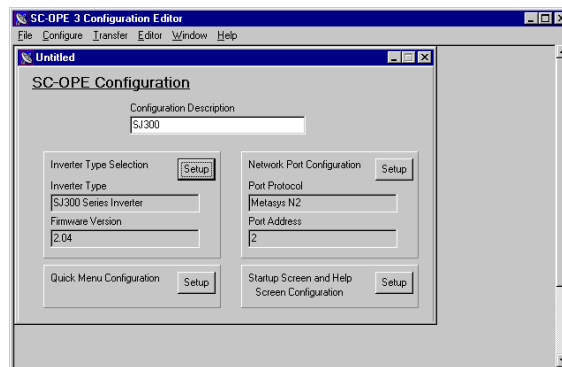 SC-OPE 3 Configuration Editor
File Configure Transfer Editor Window Help
Untitled
SC-OPE Configuration
Configuration Description
SJ300
Inverter Type Selection
Setup
Inverter Type
SJ300 Series Inverter
Firmware Version
2.04
Network Port Configuration
Setup
Port Protocol
Metasys N2
Port Address
2
Quick Menu Configuration
Setup
Startup Screen and Help
Screen Configuration
Setup